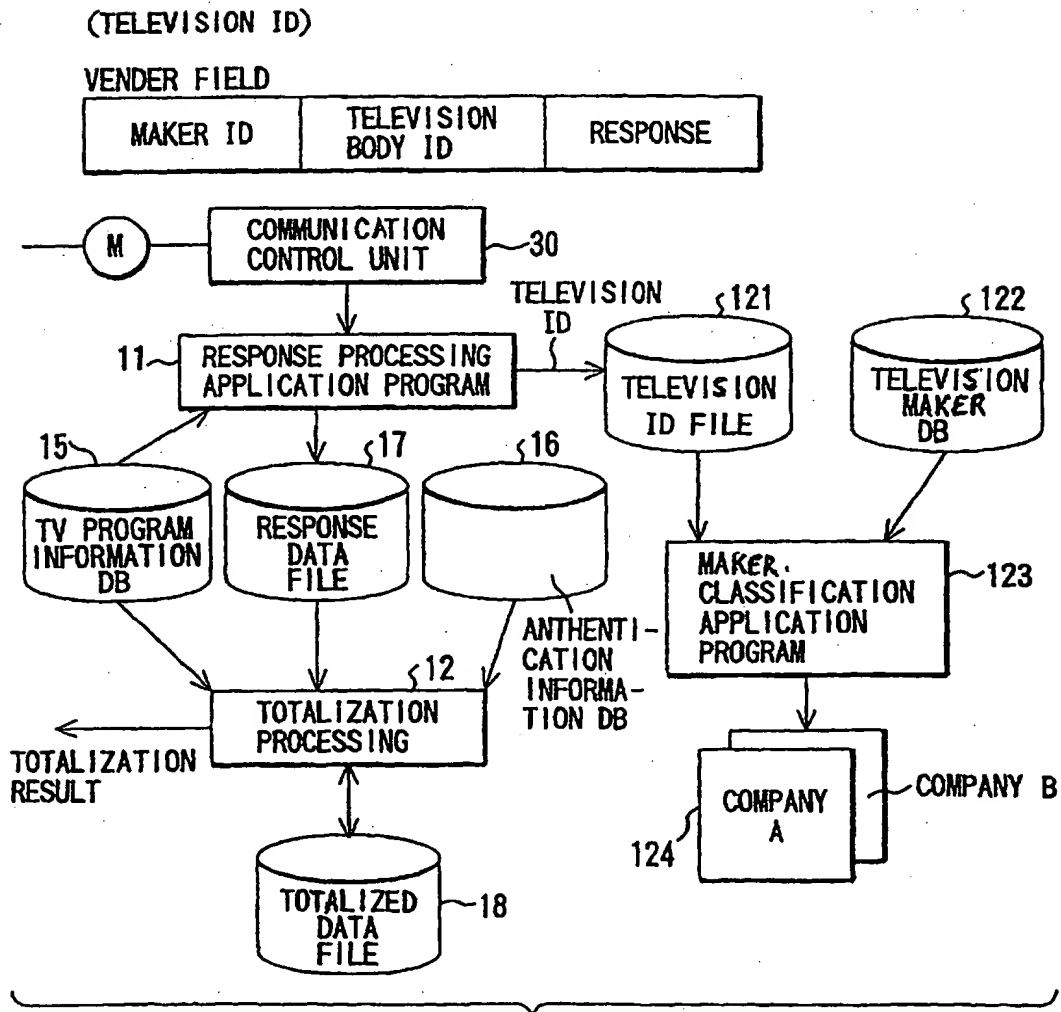 (TELEVISION ID)
VENDER FIELD
MAKER ID
TELEVISION
BODY ID
RESPONSE
M
COMMUNICATION
CONTROL UNIT
30
TELEVISION
ID
121
122
11
RESPONSE PROCESSING
APPLICATION PROGRAM
TELEVISION
ID FILE
TELEVISION
MAKER
DB
15
17
16
TV PROGRAM
INFORMATION
DB
RESPONSE
DATA
FILE
MAKER.
CLASSIFICATION
APPLICATION
PROGRAM
123
ANTHENTI-
CATION
INFORMA-
TION DB
12
TOTALIZATION
PROCESSING
TOTALIZATION
RESULT
COMPANY
A
COMPANY B
124
TOTALIZED
DATA
FILE
18